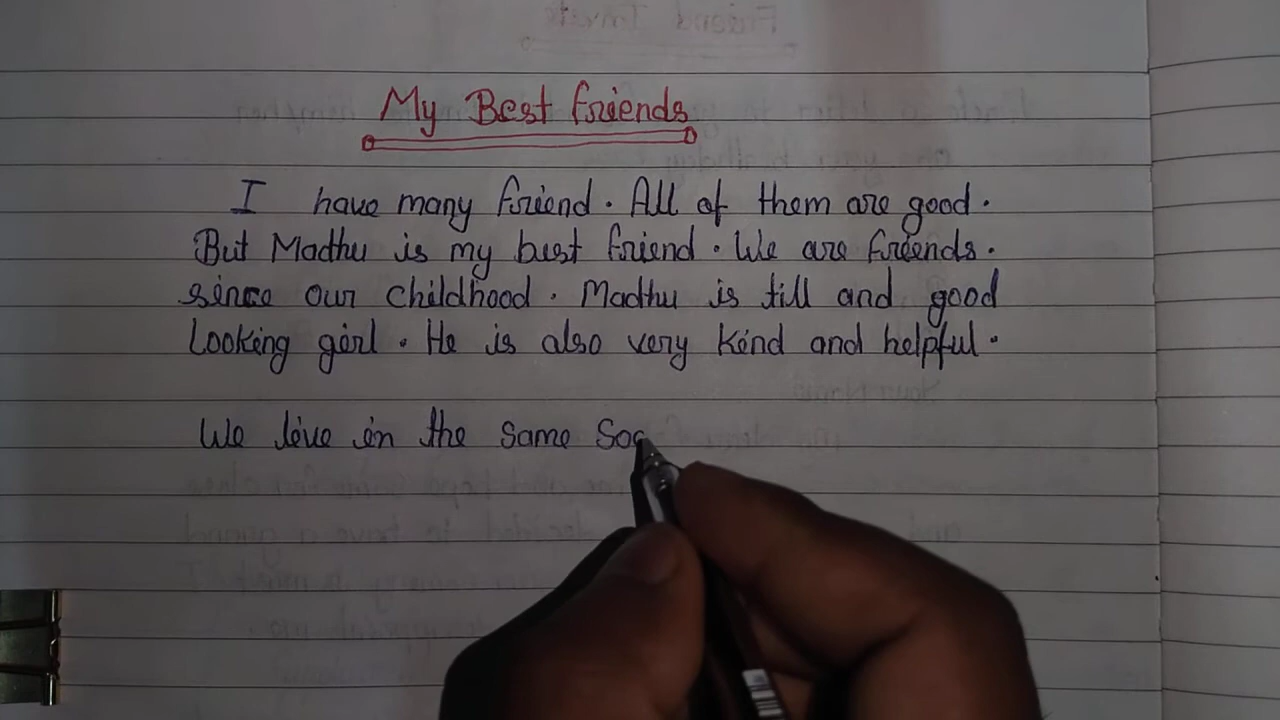 My Best Friends
I have many friend. All of them are good.
But Madhu is my best friend. We are friends.
since our childhood. Madhu is till and good
looking girl. He is also very kind and helpful.
We live in the same Soc